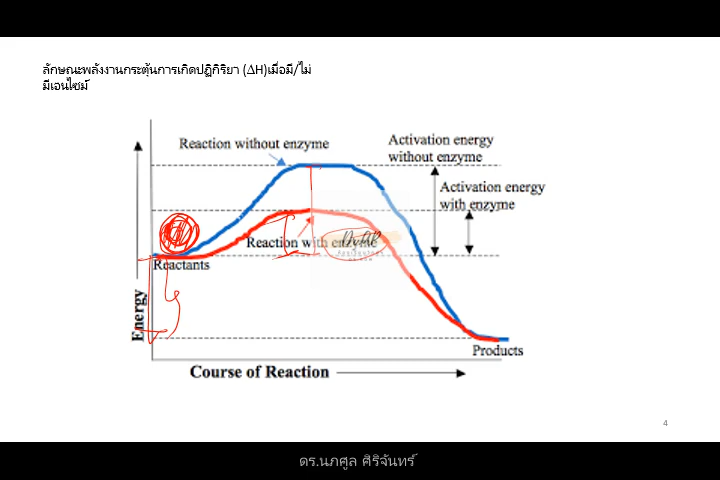 ลักษณะพลังงานกระตุ้นการเกิดปฏิกิริยา (ΔH)เมื่อมี/ไม่
มีเอนไซม์
Reaction without enzyme
Activation energy
without enzyme
Activation energy
with enzyme
Reaction with enzyme
Reactants
Energy
Products
Course of Reaction
4
ดร.นภศูล ศิริจันทร์